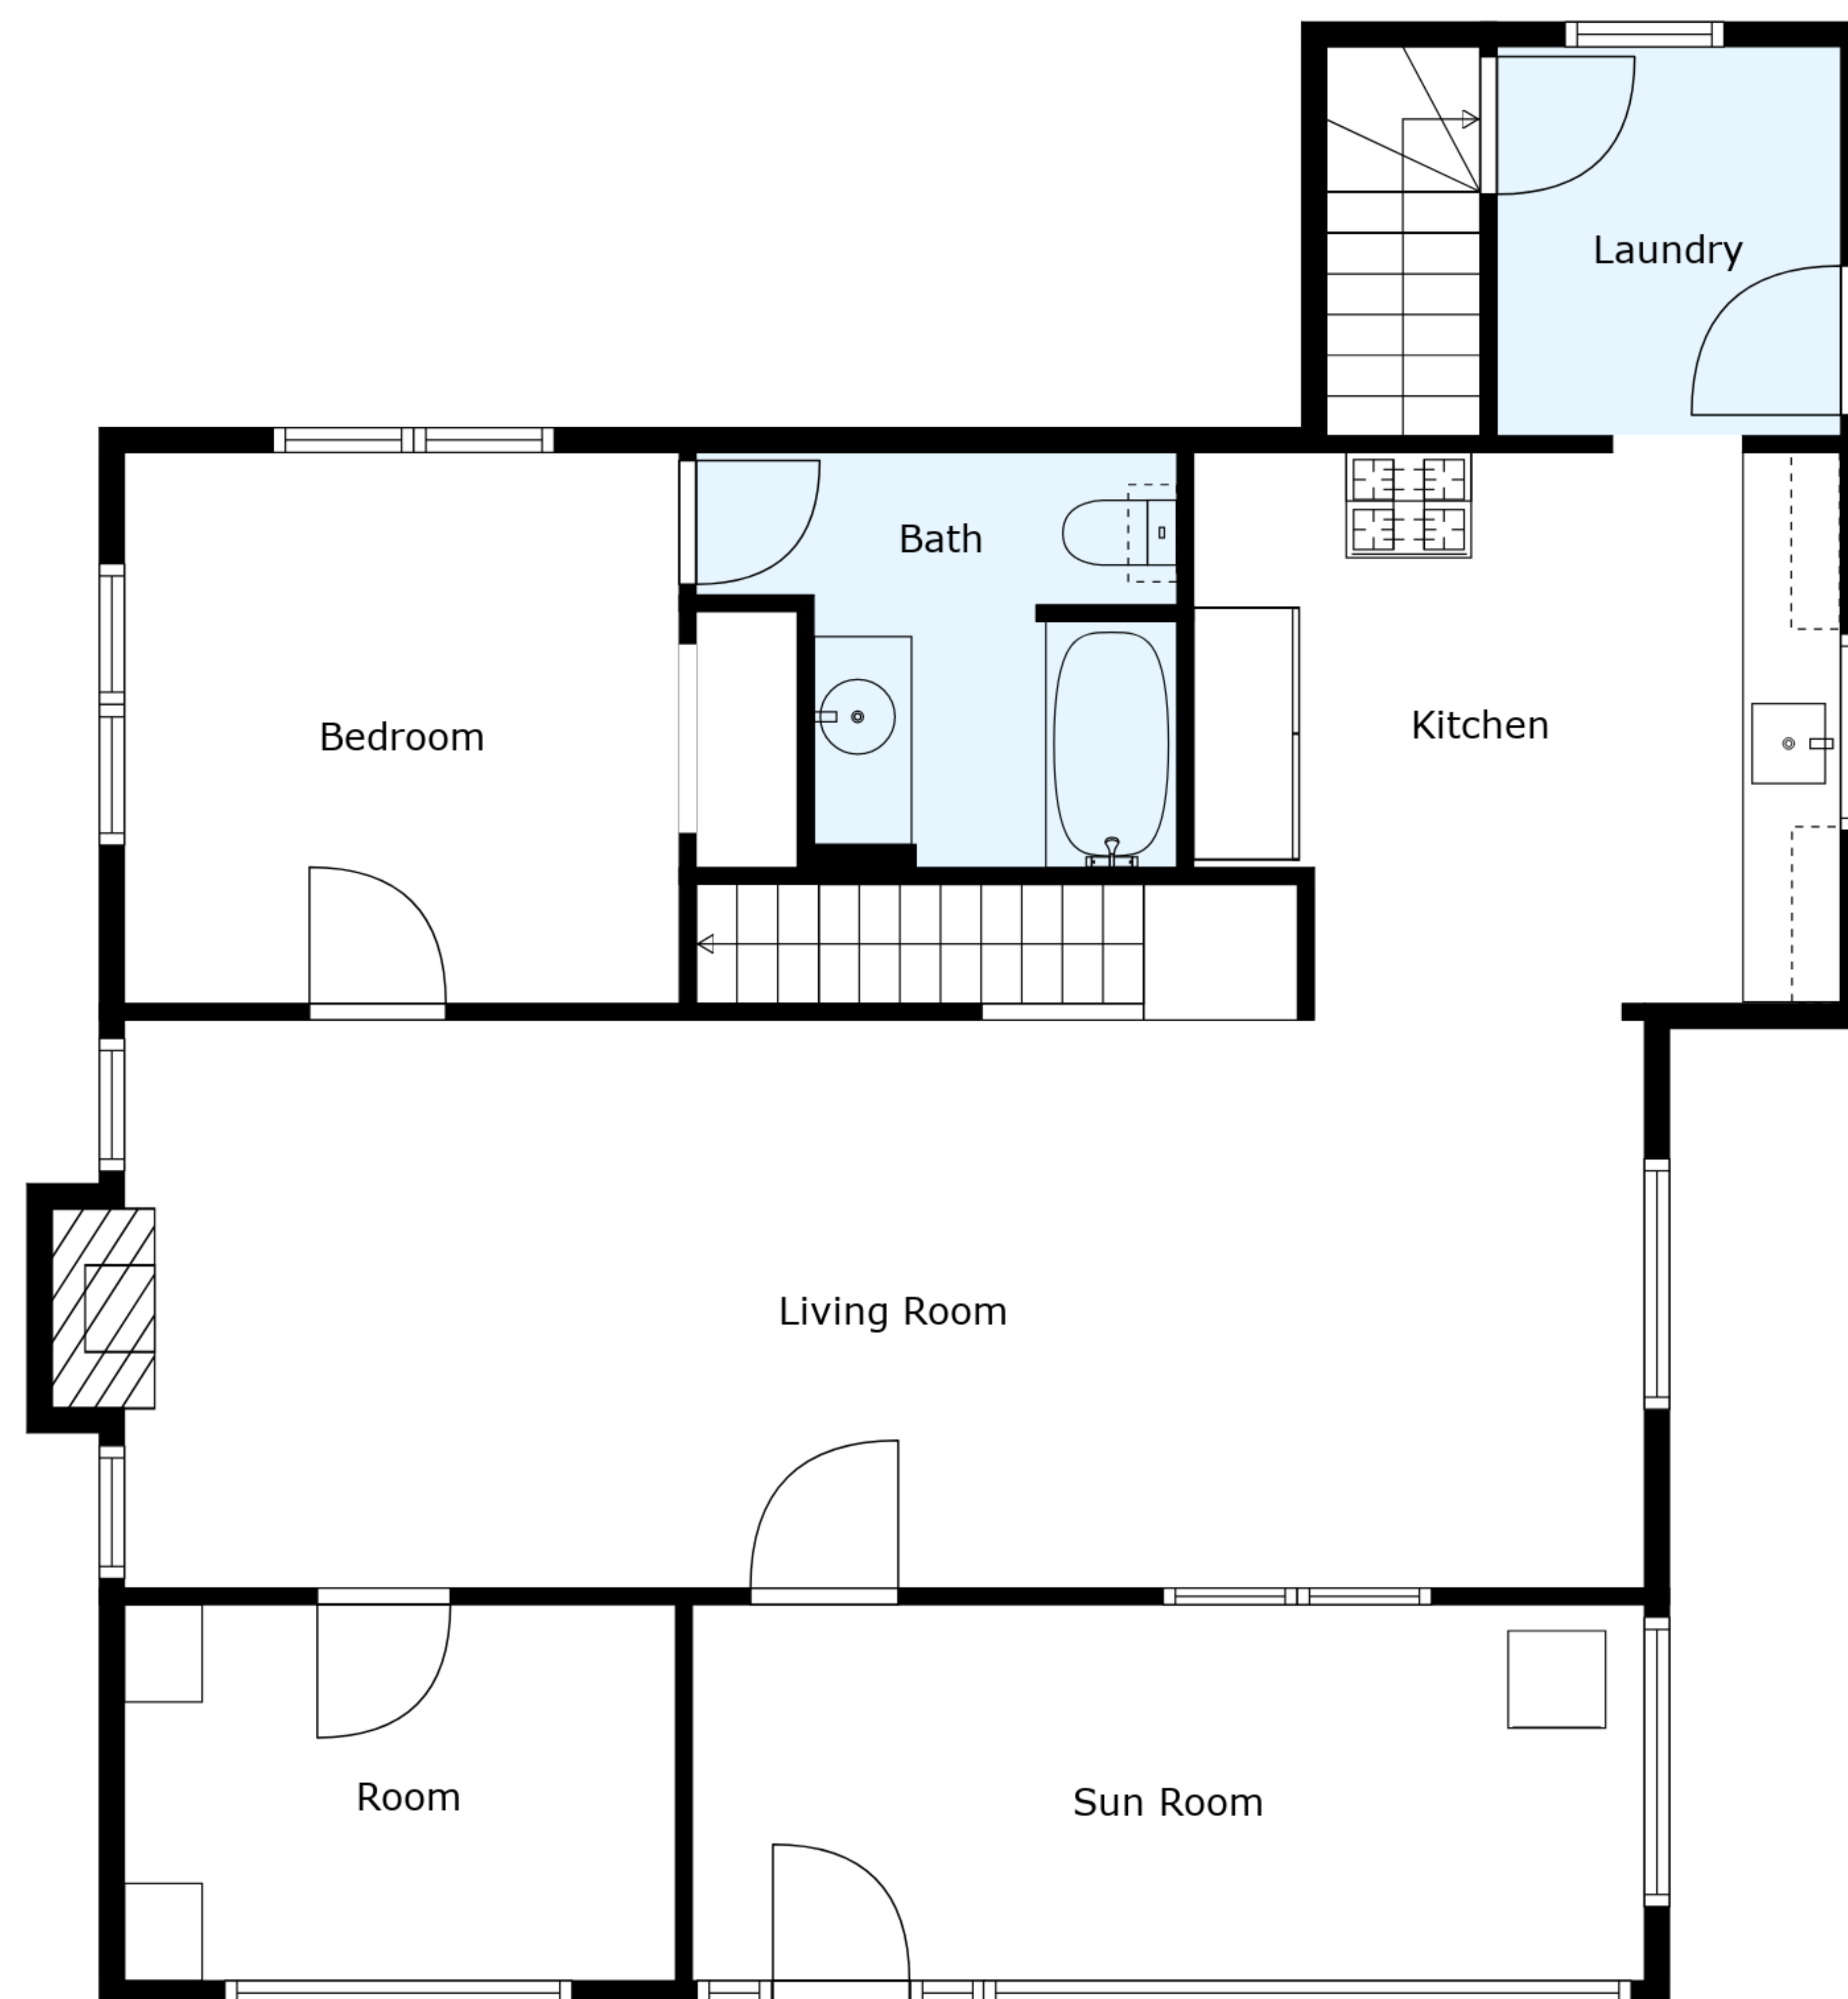 Laundry
Bath
Kitchen
Bedroom
Living Room
Room
Sun Room